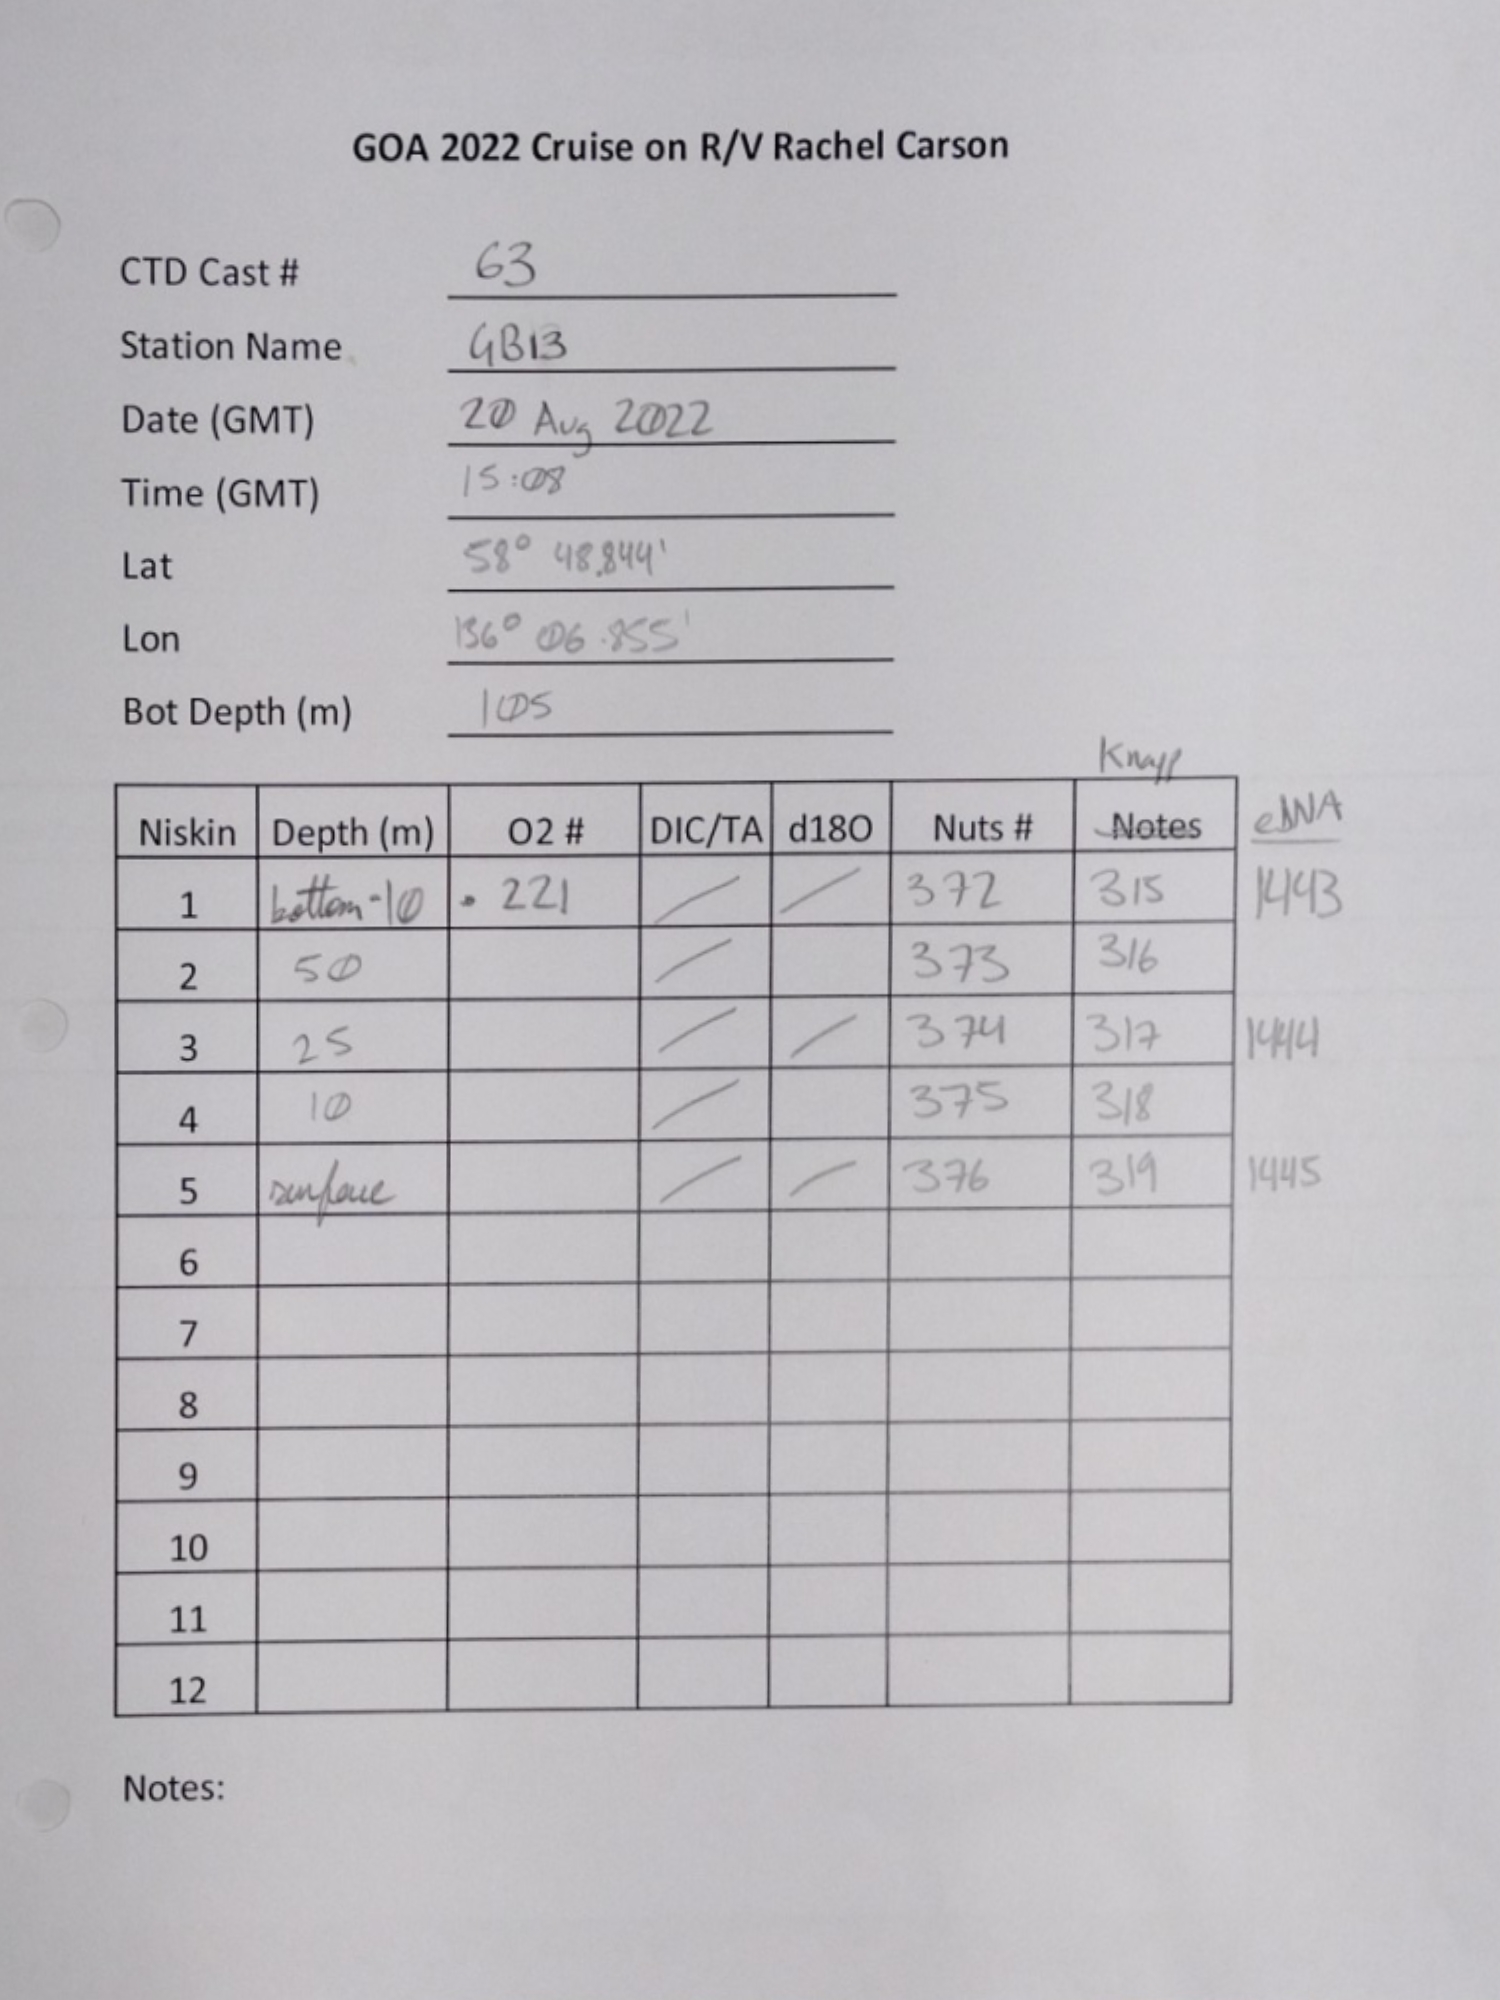 GOA 2022 Cruise on R/V Rachel Carson
CTD Cast # 63
Station Name GB13
Date (GMT) 20 Aug 2022
Time (GMT) 15:08
Lat 58° 48.844'
Lon 136° 06.855'
Bot Depth (m) 105
Knapp
Niskin Depth (m) O2 # DIC/TA d18O Nuts # Notes eDNA
1 bottom-10 . 221 / / 372 315 1443
2 50 / 373 316
3 25 / / 374 317 1444
4 10 / 375 318
5 surface / / 376 319 1445
6
7
8
9
10
11
12
Notes: